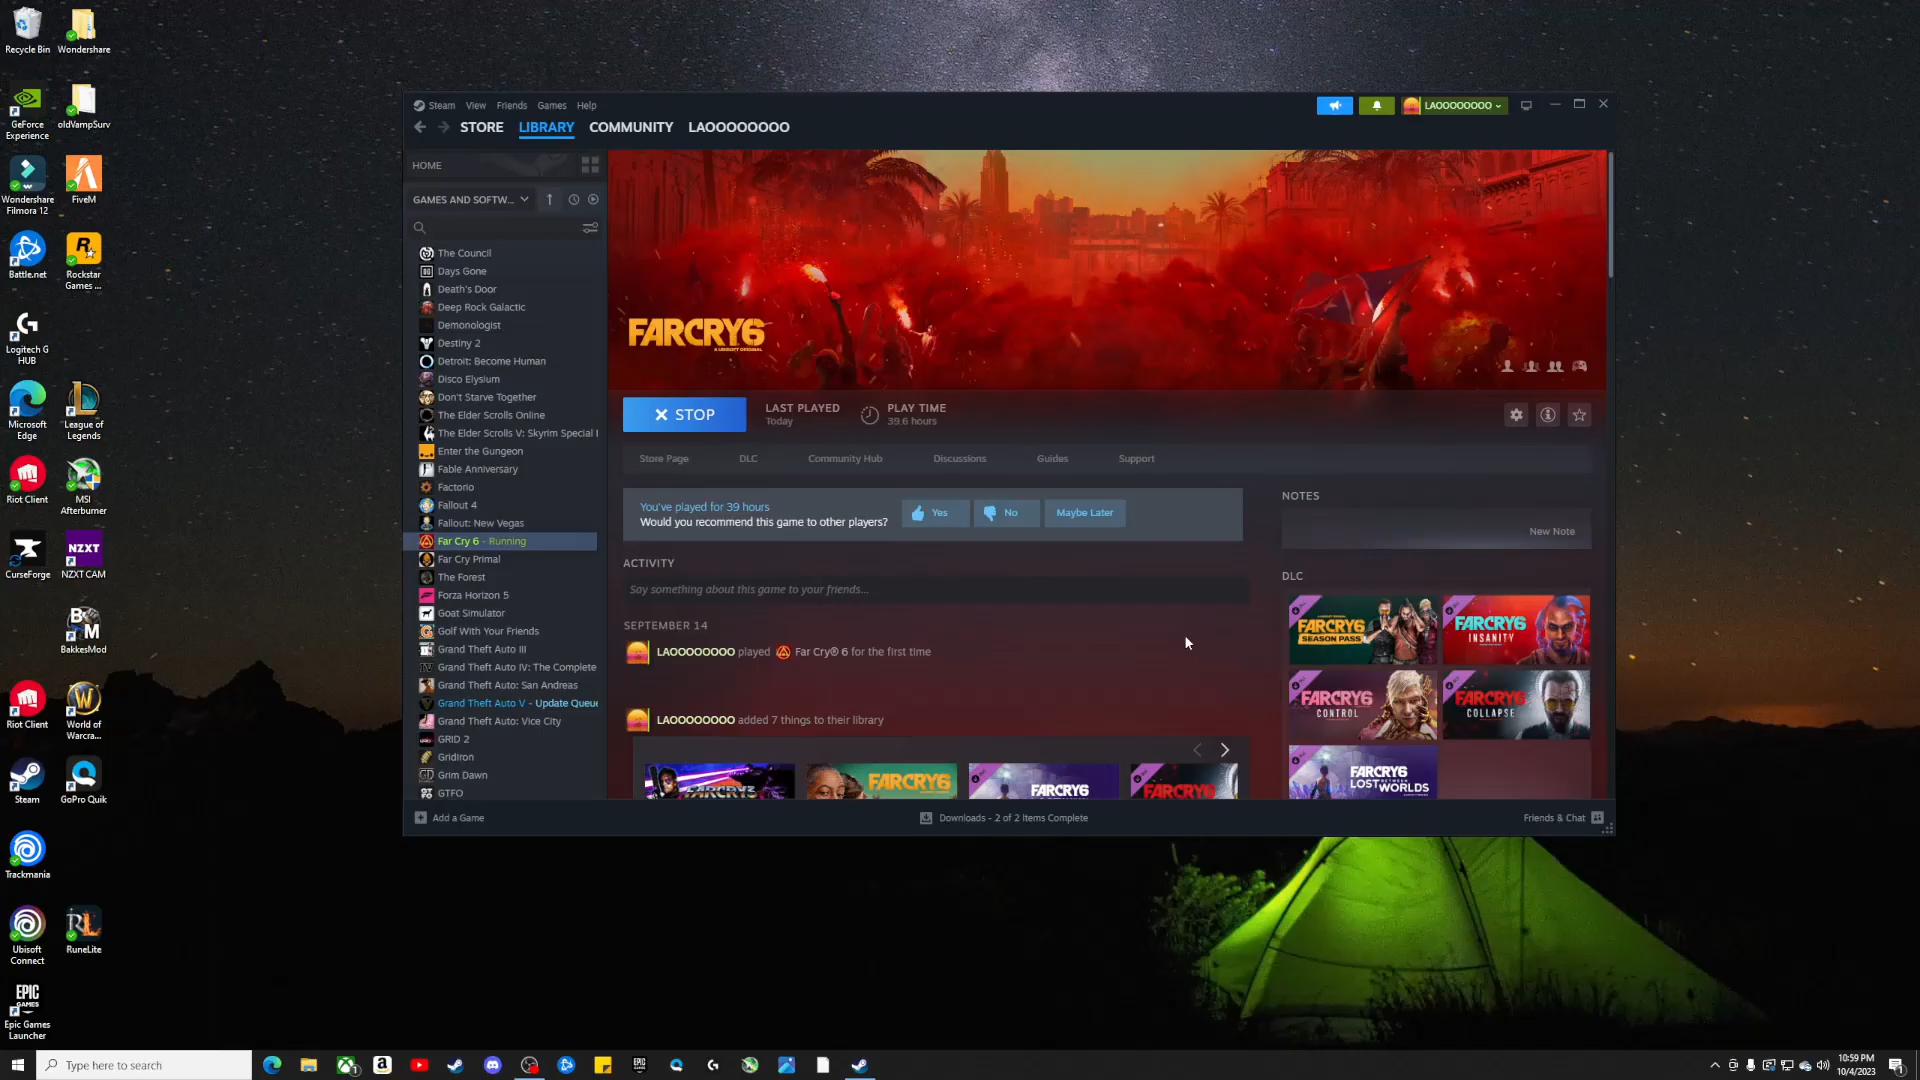 Recycle Bin
Wondershare
GeForce Experience
oldVampSurv
Wondershare Filmora 12
FiveM
Battle.net
Rockstar Games ...
Logitech G HUB
Microsoft Edge
League of Legends
Riot Client
MSI Afterburner
CurseForge
NZXT
NZXT CAM
BakkesMod
Riot Client
World of Warcra...
Steam
GoPro Quik
Trackmania
Ubisoft Connect
RuneLite
EPIC GAMES
Epic Games Launcher
Steam View Friends Games Help
LAOOOOOOOO
STORE LIBRARY COMMUNITY LAOOOOOOOO
HOME
GAMES AND SOFTW...
The Council
Days Gone
Death's Door
Deep Rock Galactic
Demonologist
Destiny 2
Detroit: Become Human
Disco Elysium
Don't Starve Together
The Elder Scrolls Online
The Elder Scrolls V: Skyrim Special
Enter the Gungeon
Fable Anniversary
Factorio
Fallout 4
Fallout: New Vegas
Far Cry 6 - Running
Far Cry Primal
The Forest
Forza Horizon 5
Goat Simulator
Golf With Your Friends
Grand Theft Auto III
Grand Theft Auto IV: The Complete
Grand Theft Auto: San Andreas
Grand Theft Auto V - Update Queue
Grand Theft Auto: Vice City
GRID 2
Gridiron
Grim Dawn
GTFO
FARCRY6
A UBISOFT ORIGINAL
STOP
LAST PLAYED
Today
PLAY TIME
39.6 hours
Store Page DLC Community Hub Discussions Guides Support
You've played for 39 hours
Would you recommend this game to other players?
Yes No Maybe Later
ACTIVITY
Say something about this game to your friends...
SEPTEMBER 14
LAOOOOOOOO played Far Cry® 6 for the first time
LAOOOOOOOO added 7 things to their library
FARCRY3
FARCRY6
FARCRY6
FARCRY6
NOTES
New Note
DLC
FARCRY6 SEASON PASS
FARCRY6 INSANITY
FARCRY6 CONTROL
FARCRY6 COLLAPSE
FARCRY6 LOST BETWEEN WORLDS
Add a Game
Downloads - 2 of 2 Items Complete
Friends & Chat
Type here to search
10:59 PM
10/4/2023